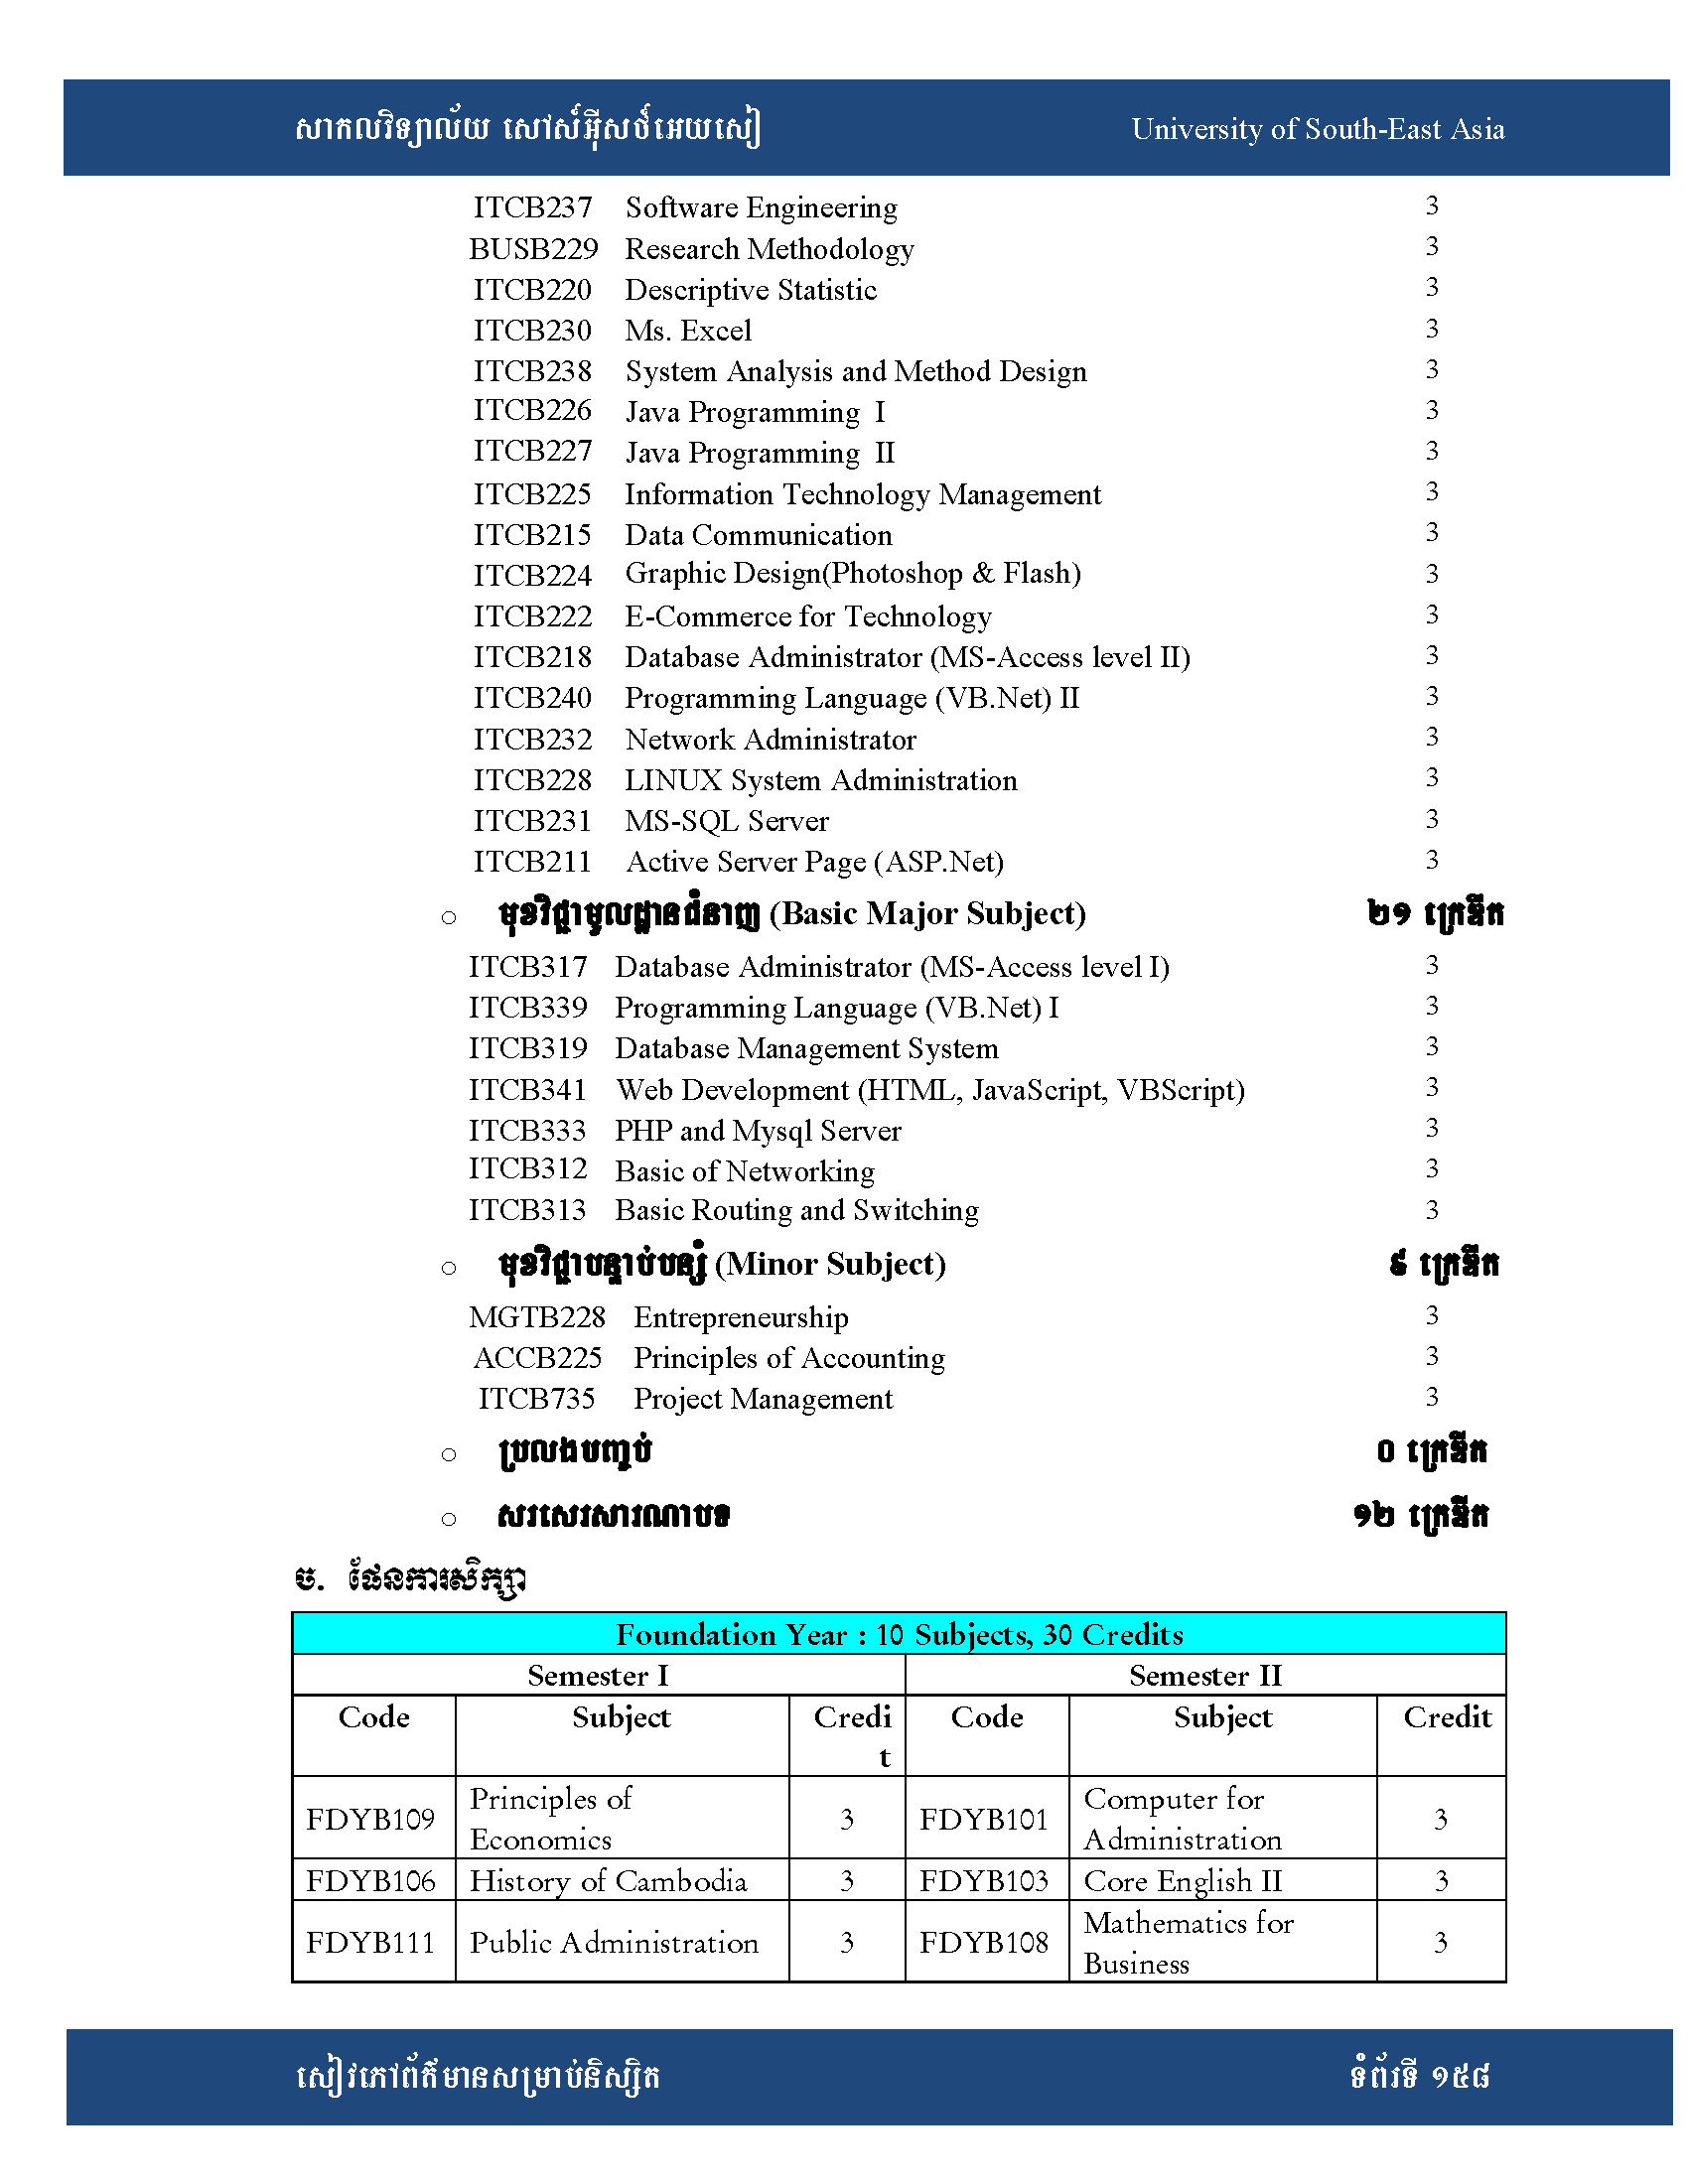 សាកលវិទ្យាល័យ សៅស៍អ៊ីសថ៍អេយសៀ University of South-East Asia
ITCB237 Software Engineering 3
BUSB229 Research Methodology 3
ITCB220 Descriptive Statistic 3
ITCB230 Ms. Excel 3
ITCB238 System Analysis and Method Design 3
ITCB226 Java Programming I 3
ITCB227 Java Programming II 3
ITCB225 Information Technology Management 3
ITCB215 Data Communication 3
ITCB224 Graphic Design(Photoshop & Flash) 3
ITCB222 E-Commerce for Technology 3
ITCB218 Database Administrator (MS-Access level II) 3
ITCB240 Programming Language (VB.Net) II 3
ITCB232 Network Administrator 3
ITCB228 LINUX System Administration 3
ITCB231 MS-SQL Server 3
ITCB211 Active Server Page (ASP.Net) 3
o មុខវិជ្ជាមូលដ្ឋានជំនាញ (Basic Major Subject) ២១ ក្រេឌីត
ITCB317 Database Administrator (MS-Access level I) 3
ITCB339 Programming Language (VB.Net) I 3
ITCB319 Database Management System 3
ITCB341 Web Development (HTML, JavaScript, VBScript) 3
ITCB333 PHP and Mysql Server 3
ITCB312 Basic of Networking 3
ITCB313 Basic Routing and Switching 3
o មុខវិជ្ជាបន្ទាប់បន្សំ (Minor Subject) ៩ ក្រេឌីត
MGTB228 Entrepreneurship 3
ACCB225 Principles of Accounting 3
ITCB735 Project Management 3
o ប្រលងបញ្ចប់ ០ ក្រេឌីត
o សរសេរសារណាបទ ១២ ក្រេឌីត
ច. ផែនការសិក្សា
Foundation Year : 10 Subjects, 30 Credits
Semester I Semester II
Code Subject Credi Code Subject Credit
t
Principles of Computer for
FDYB109 3 FDYB101 3
Economics Administration
FDYB106 History of Cambodia 3 FDYB103 Core English II 3
Mathematics for
FDYB111 Public Administration 3 FDYB108 3
Business
សៀវភៅព័ត៌មានសម្រាប់និស្សិត ទំព័រទី ១៥៨